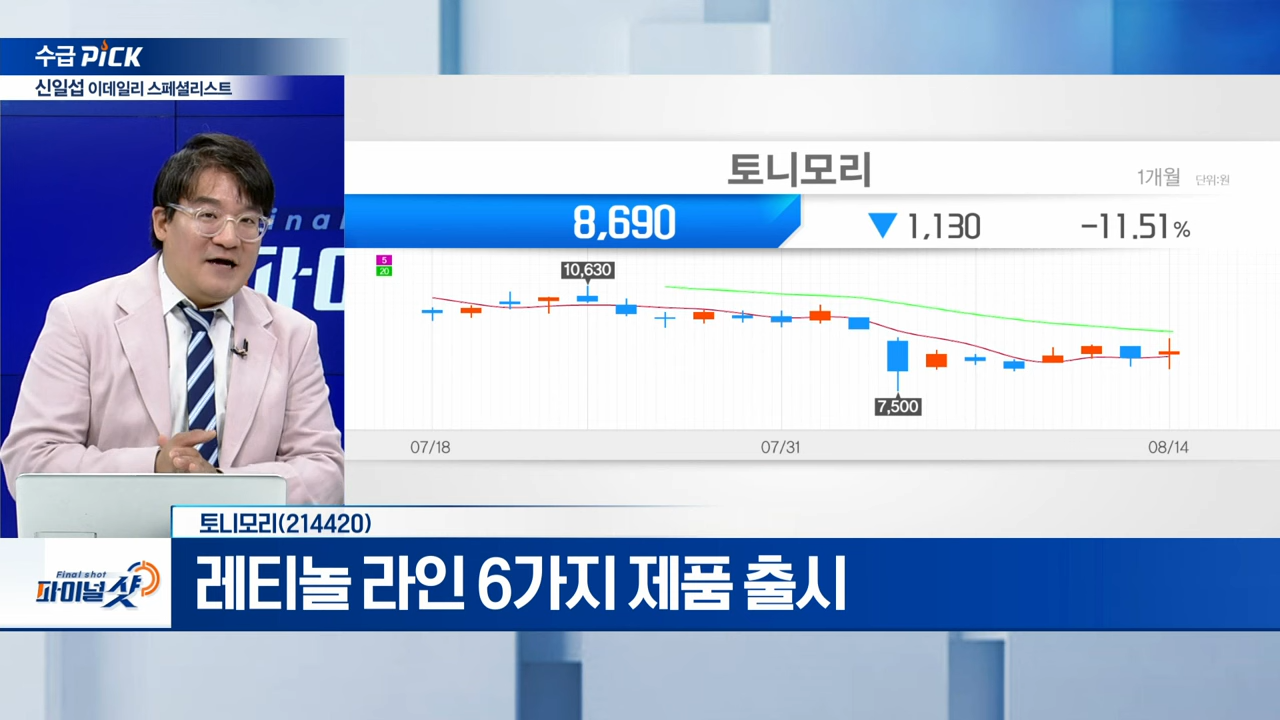 수급 PiCK
신일섭 이데일리 스페셜리스트
토니모리
1개월 단위:원
8,690 ▼ 1,130 -11.51%
5
20
10,630
7,500
07/18 07/31 08/14
Final
파이
토니모리(214420)
Final shot
파이널샷
레티놀 라인 6가지 제품 출시